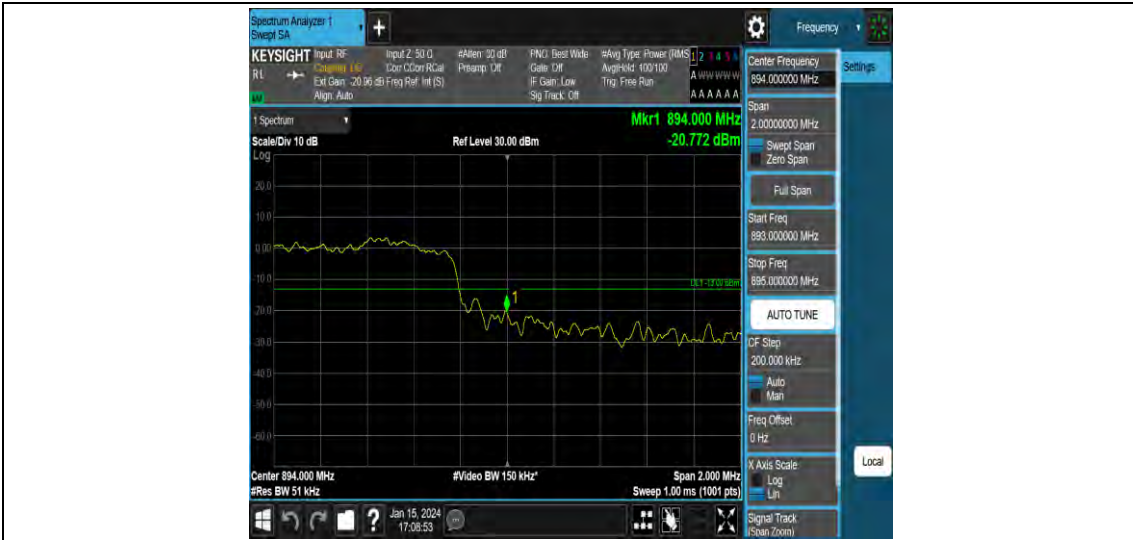 Spectrum Analyzer 1
Swept SA
+
Frequency
KEYSIGHT
RL
Input: RF
Coupling: DC
Ext Gain: -20.96 dB
Align: Auto
Input Z: 50 Ω
Corr CCorr RCal
Freq Ref: Int (S)
#Atten: 30 dB
Preamp: Off
PNO: Best Wide
Gate: Off
IF Gain: Low
Sig Track: Off
#Avg Type: Power (RMS)
Avg|Hold: 100/100
Trig: Free Run
1 2 3 4 5 6
A W W W W W
A A A A A A
1 Spectrum
Scale/Div 10 dB
Log
Ref Level 30.00 dBm
Mkr1 894.000 MHz
-20.772 dBm
20.0
10.0
0.00
-10.0
-20.0
-30.0
-40.0
-50.0
-60.0
DL1 -13.00 dBm
1
Center 894.000 MHz
#Res BW 51 kHz
#Video BW 150 kHz*
Span 2.000 MHz
Sweep 1.00 ms (1001 pts)
?
Jan 15, 2024
17:08:53
Center Frequency
894.000000 MHz
Span
2.00000000 MHz
Swept Span
Zero Span
Full Span
Start Freq
893.000000 MHz
Stop Freq
895.000000 MHz
AUTO TUNE
CF Step
200.000 kHz
Auto
Man
Freq Offset
0 Hz
X Axis Scale
Log
Lin
Signal Track
(Span Zoom)
Settings
Local